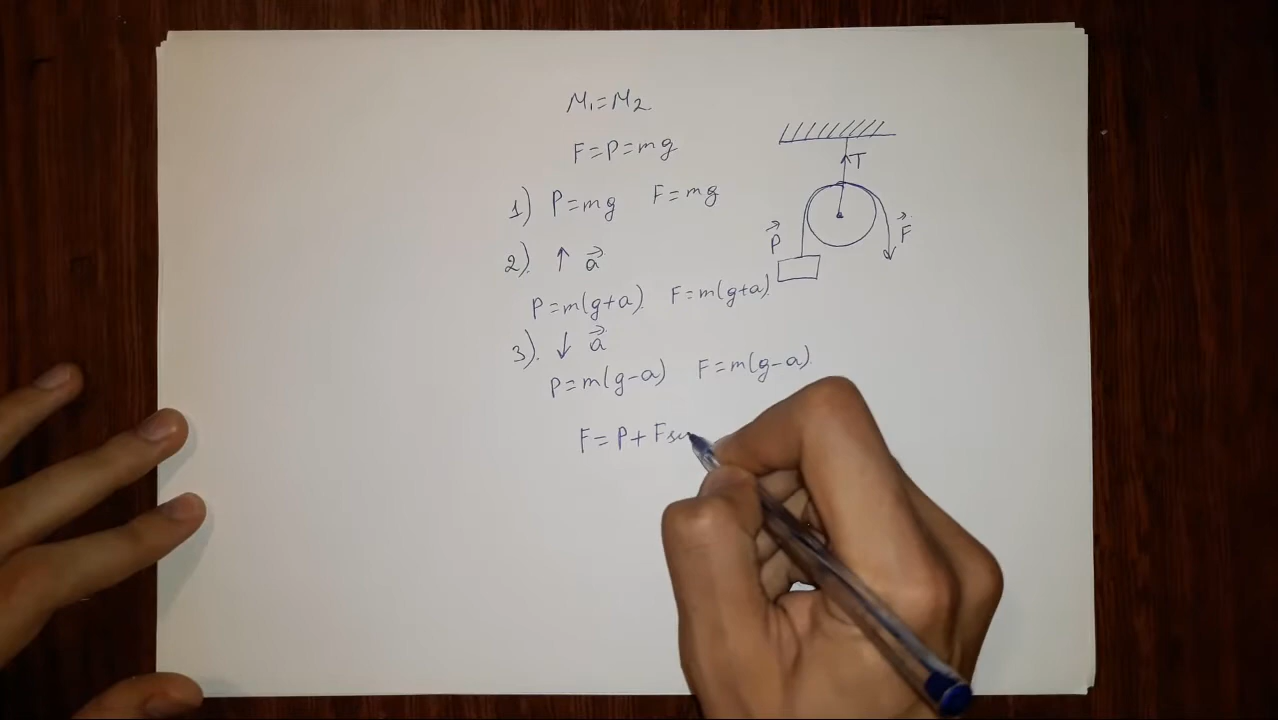 M₁=M₂
F=P=mg
1) P=mg F=mg
2). ↑ a⃗
P=m(g+a). F=m(g+a).
3). ↓ a⃗
P=m(g-a) F=m(g-a).
F=P+F
T
P⃗
F⃗